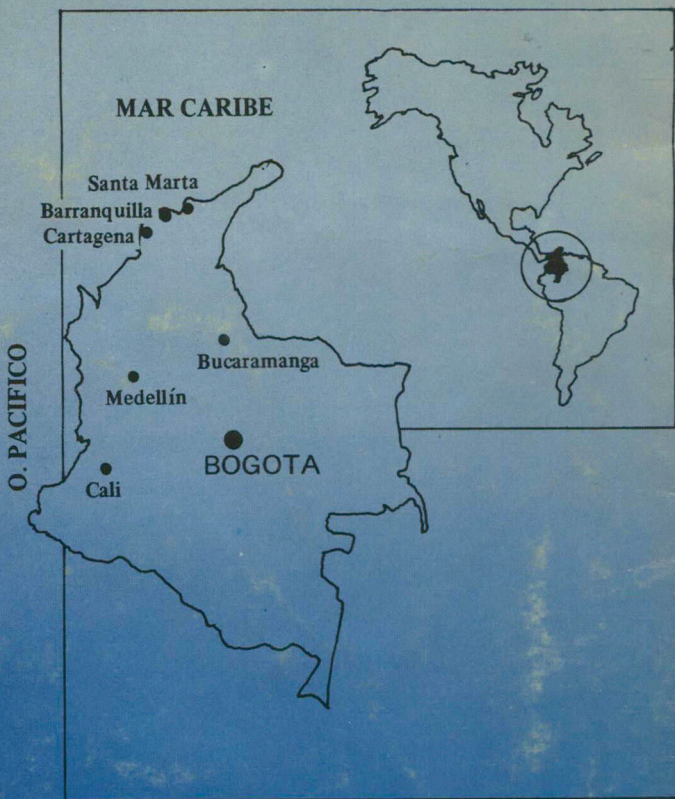 MAR CARIBE
Santa Marta
Barranquilla
Cartagena
Bucaramanga
Medellín
O. PACIFICO
BOGOTA
Cali